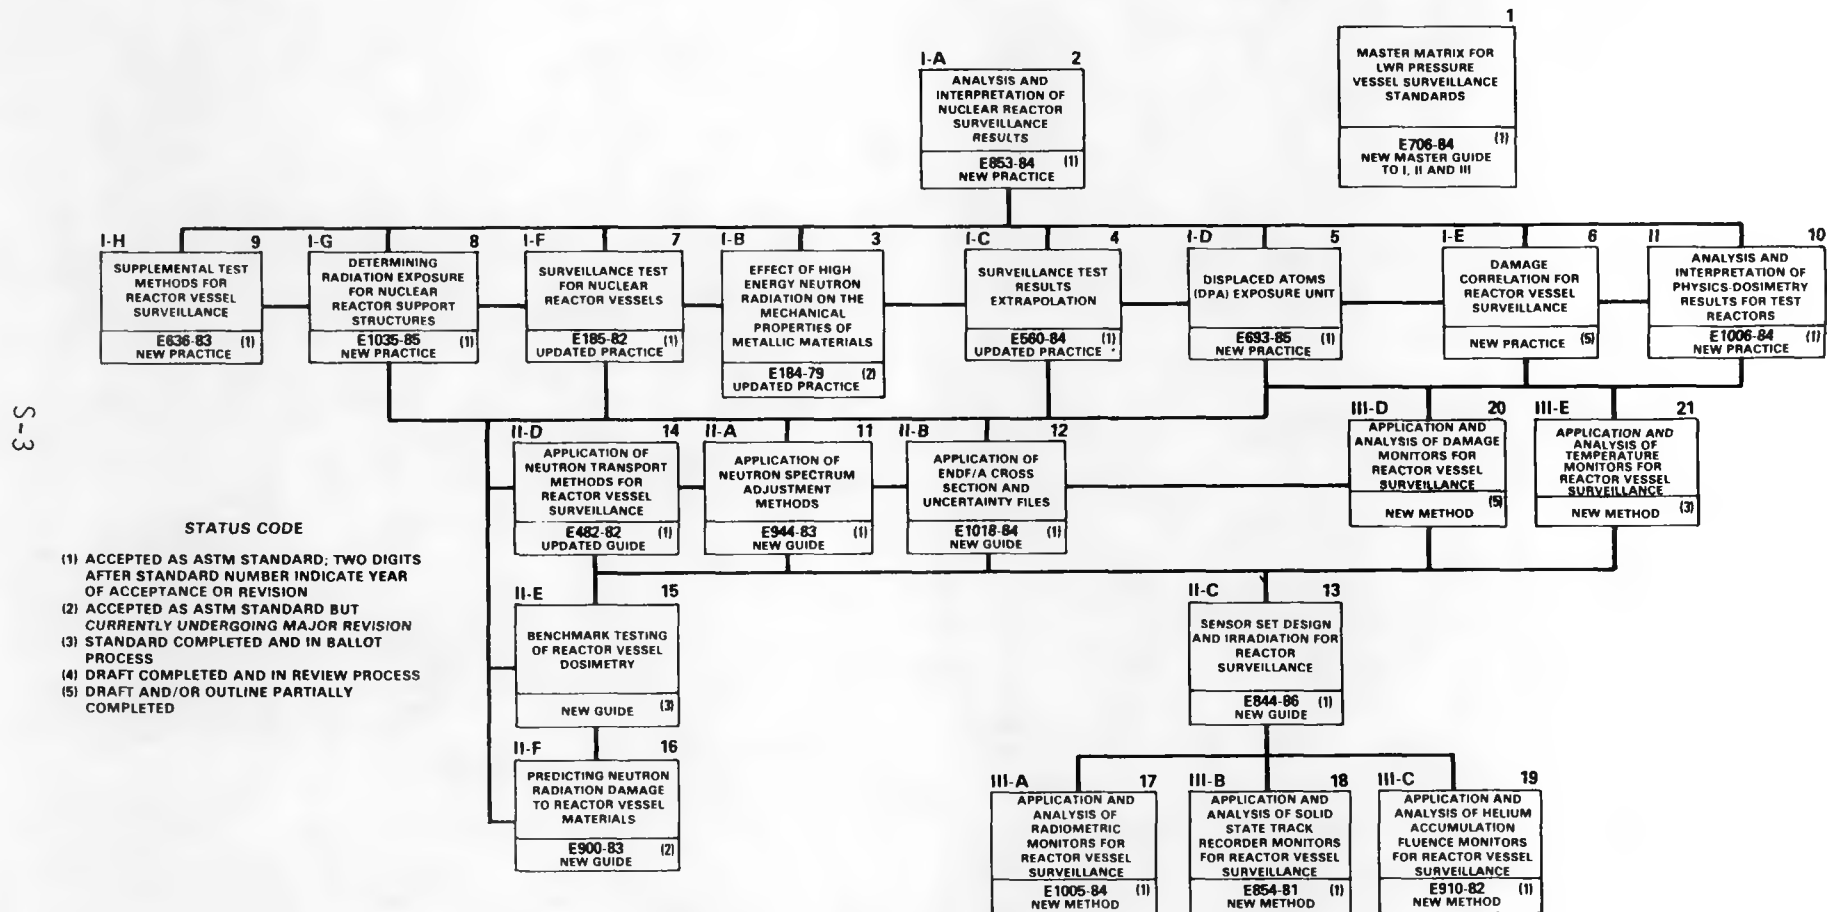 1
MASTER MATRIX FOR
LWR PRESSURE
VESSEL SURVEILLANCE
STANDARDS
E706-84 (1)
NEW MASTER GUIDE
TO I, II AND III
I-A 2
ANALYSIS AND
INTERPRETATION OF
NUCLEAR REACTOR
SURVEILLANCE
RESULTS
E853-84 (1)
NEW PRACTICE
I-H 9
SUPPLEMENTAL TEST
METHODS FOR
REACTOR VESSEL
SURVEILLANCE
E636-83 (1)
NEW PRACTICE
I-G 8
DETERMINING
RADIATION EXPOSURE
FOR NUCLEAR
REACTOR SUPPORT
STRUCTURES
E1035-85 (1)
NEW PRACTICE
I-F 7
SURVEILLANCE TEST
FOR NUCLEAR
REACTOR VESSELS
E185-82 (1)
UPDATED PRACTICE
I-B 3
EFFECT OF HIGH
ENERGY NEUTRON
RADIATION ON THE
MECHANICAL
PROPERTIES OF
METALLIC MATERIALS
E184-79 (2)
UPDATED PRACTICE
I-C 4
SURVEILLANCE TEST
RESULTS
EXTRAPOLATION
E560-84 (1)
UPDATED PRACTICE
I-D 5
DISPLACED ATOMS
(DPA) EXPOSURE UNIT
E693-85 (1)
NEW PRACTICE
I-E 6
DAMAGE
CORRELATION FOR
REACTOR VESSEL
SURVEILLANCE
NEW PRACTICE (5)
II 10
ANALYSIS AND
INTERPRETATION OF
PHYSICS-DOSIMETRY
RESULTS FOR TEST
REACTORS
E1006-84 (1)
NEW PRACTICE
S-3
II-D 14
APPLICATION OF
NEUTRON TRANSPORT
METHODS FOR
REACTOR VESSEL
SURVEILLANCE
E482-82 (1)
UPDATED GUIDE
II-A 11
APPLICATION OF
NEUTRON SPECTRUM
ADJUSTMENT
METHODS
E944-83 (1)
NEW GUIDE
II-B 12
APPLICATION OF
ENDF/A CROSS
SECTION AND
UNCERTAINTY FILES
E1018-84 (1)
NEW GUIDE
III-D 20
APPLICATION AND
ANALYSIS OF DAMAGE
MONITORS FOR
REACTOR VESSEL
SURVEILLANCE
(5)
NEW METHOD
III-E 21
APPLICATION AND
ANALYSIS OF
TEMPERATURE
MONITORS FOR
REACTOR VESSEL
SURVEILLANCE
NEW METHOD (3)
STATUS CODE
(1) ACCEPTED AS ASTM STANDARD; TWO DIGITS
AFTER STANDARD NUMBER INDICATE YEAR
OF ACCEPTANCE OR REVISION
(2) ACCEPTED AS ASTM STANDARD BUT
CURRENTLY UNDERGOING MAJOR REVISION
(3) STANDARD COMPLETED AND IN BALLOT
PROCESS
(4) DRAFT COMPLETED AND IN REVIEW PROCESS
(5) DRAFT AND/OR OUTLINE PARTIALLY
COMPLETED
II-E 15
BENCHMARK TESTING
OF REACTOR VESSEL
DOSIMETRY
NEW GUIDE (3)
II-C 13
SENSOR SET DESIGN
AND IRRADIATION FOR
REACTOR
SURVEILLANCE
E844-86 (1)
NEW GUIDE
II-F 16
PREDICTING NEUTRON
RADIATION DAMAGE
TO REACTOR VESSEL
MATERIALS
E900-83 (2)
NEW GUIDE
III-A 17
APPLICATION AND
ANALYSIS OF
RADIOMETRIC
MONITORS FOR
REACTOR VESSEL
SURVEILLANCE
E1005-84 (1)
NEW METHOD
III-B 18
APPLICATION AND
ANALYSIS OF SOLID
STATE TRACK
RECORDER MONITORS
FOR REACTOR VESSEL
SURVEILLANCE
E854-81 (1)
NEW METHOD
III-C 19
APPLICATION AND
ANALYSIS OF HELIUM
ACCUMULATION
FLUENCE MONITORS
FOR REACTOR VESSEL
SURVEILLANCE
E910-82 (1)
NEW METHOD